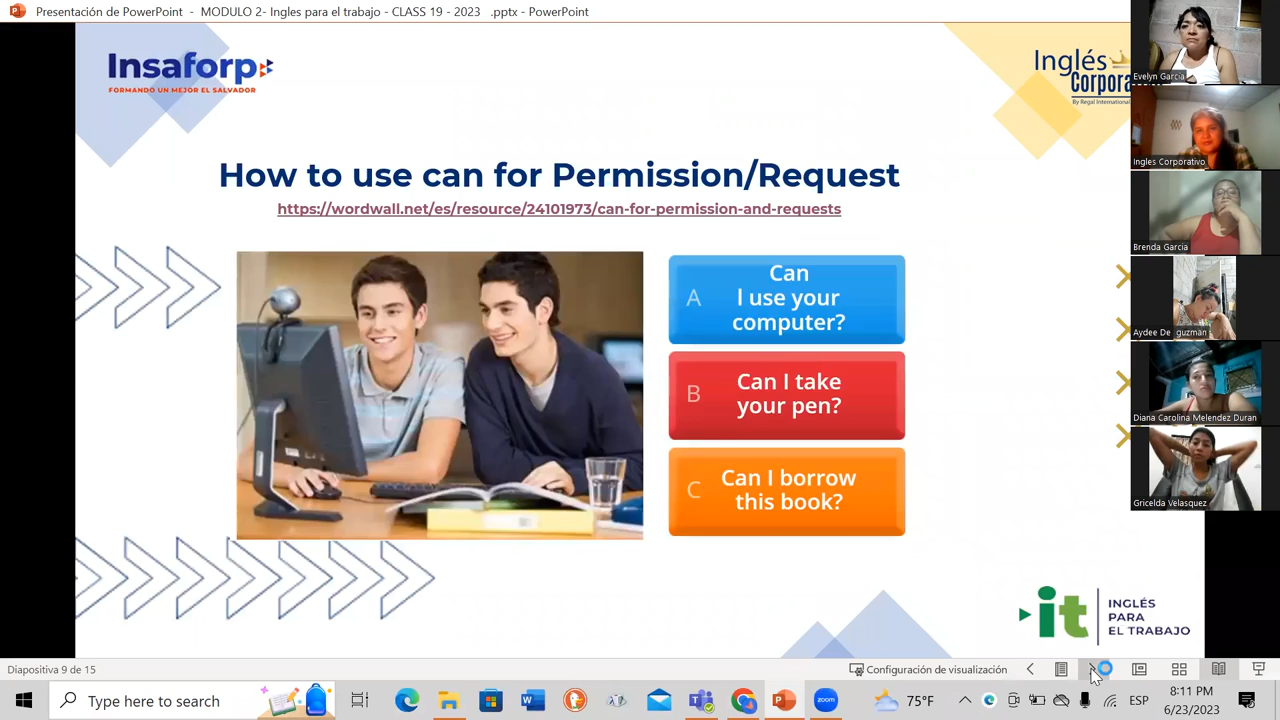 Presentación de PowerPoint - MODULO 2- Ingles para el trabajo - CLASS 19 - 2023 .pptx - PowerPoint
Insaforp
FORMANDO UN MEJOR EL SALVADOR
Inglés
Corpora
By Regal International
How to use can for Permission/Request
https://wordwall.net/es/resource/24101973/can-for-permission-and-requests
A
Can
I use your
computer?
B
Can I take
your pen?
C
Can I borrow
this book?
it
INGLÉS
PARA
EL TRABAJO
Evelyn Garcia
Ingles Corporativo
Brenda Garcia
Aydee De guzman
Diana Carolina Melendez Duran
Gricelda Velasquez
Diapositiva 9 de 15
Configuración de visualización
Type here to search
75°F
ESP
8:11 PM
6/23/2023